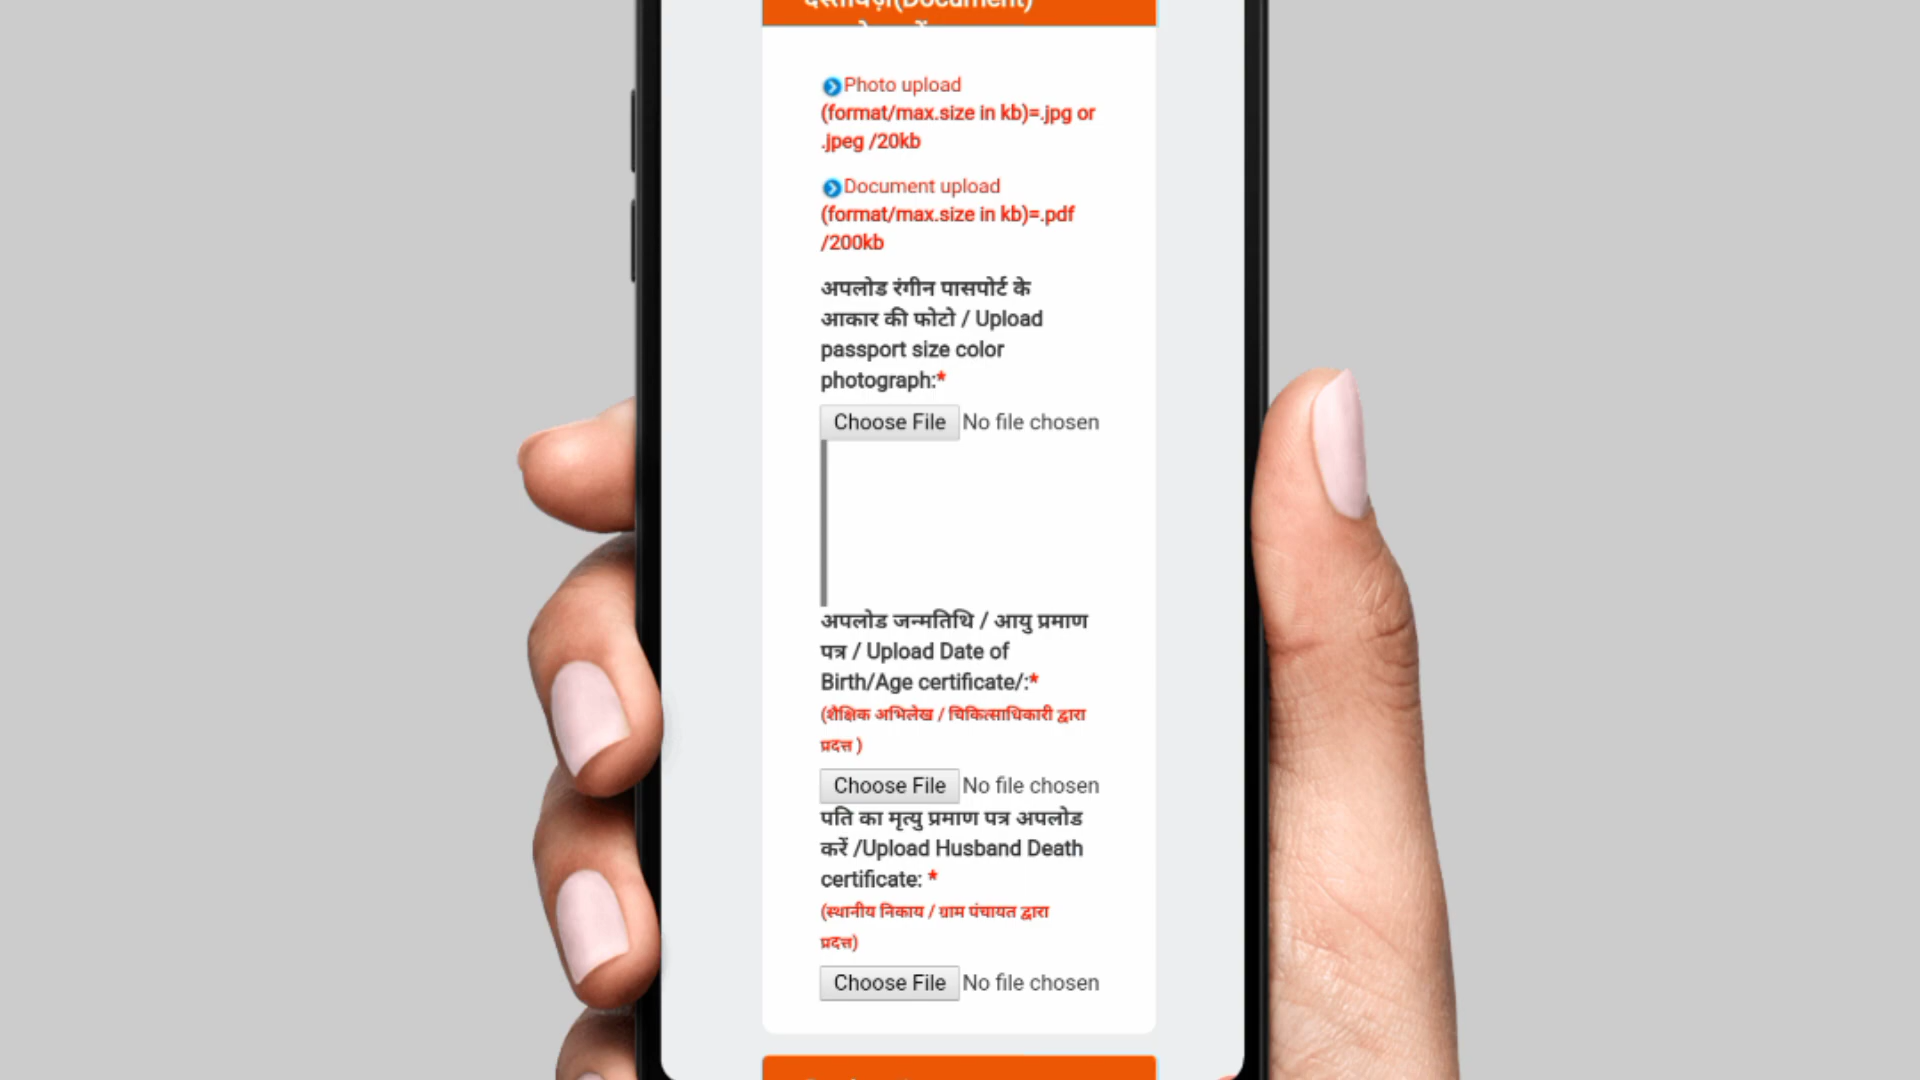 दस्तावेज़(Document)
Photo upload
(format/max.size in kb)=.jpg or
.jpeg /20kb
Document upload
(format/max.size in kb)=.pdf
/200kb
अपलोड रंगीन पासपोर्ट के
आकार की फोटो / Upload
passport size color
photograph:*
Choose File No file chosen
अपलोड जन्मतिथि / आयु प्रमाण
पत्र / Upload Date of
Birth/Age certificate/:*
(शैक्षिक अभिलेख / चिकित्साधिकारी द्वारा
प्रदत्त )
Choose File No file chosen
पति का मृत्यु प्रमाण पत्र अपलोड
करें /Upload Husband Death
certificate: *
(स्थानीय निकाय / ग्राम पंचायत द्वारा
प्रदत्त)
Choose File No file chosen